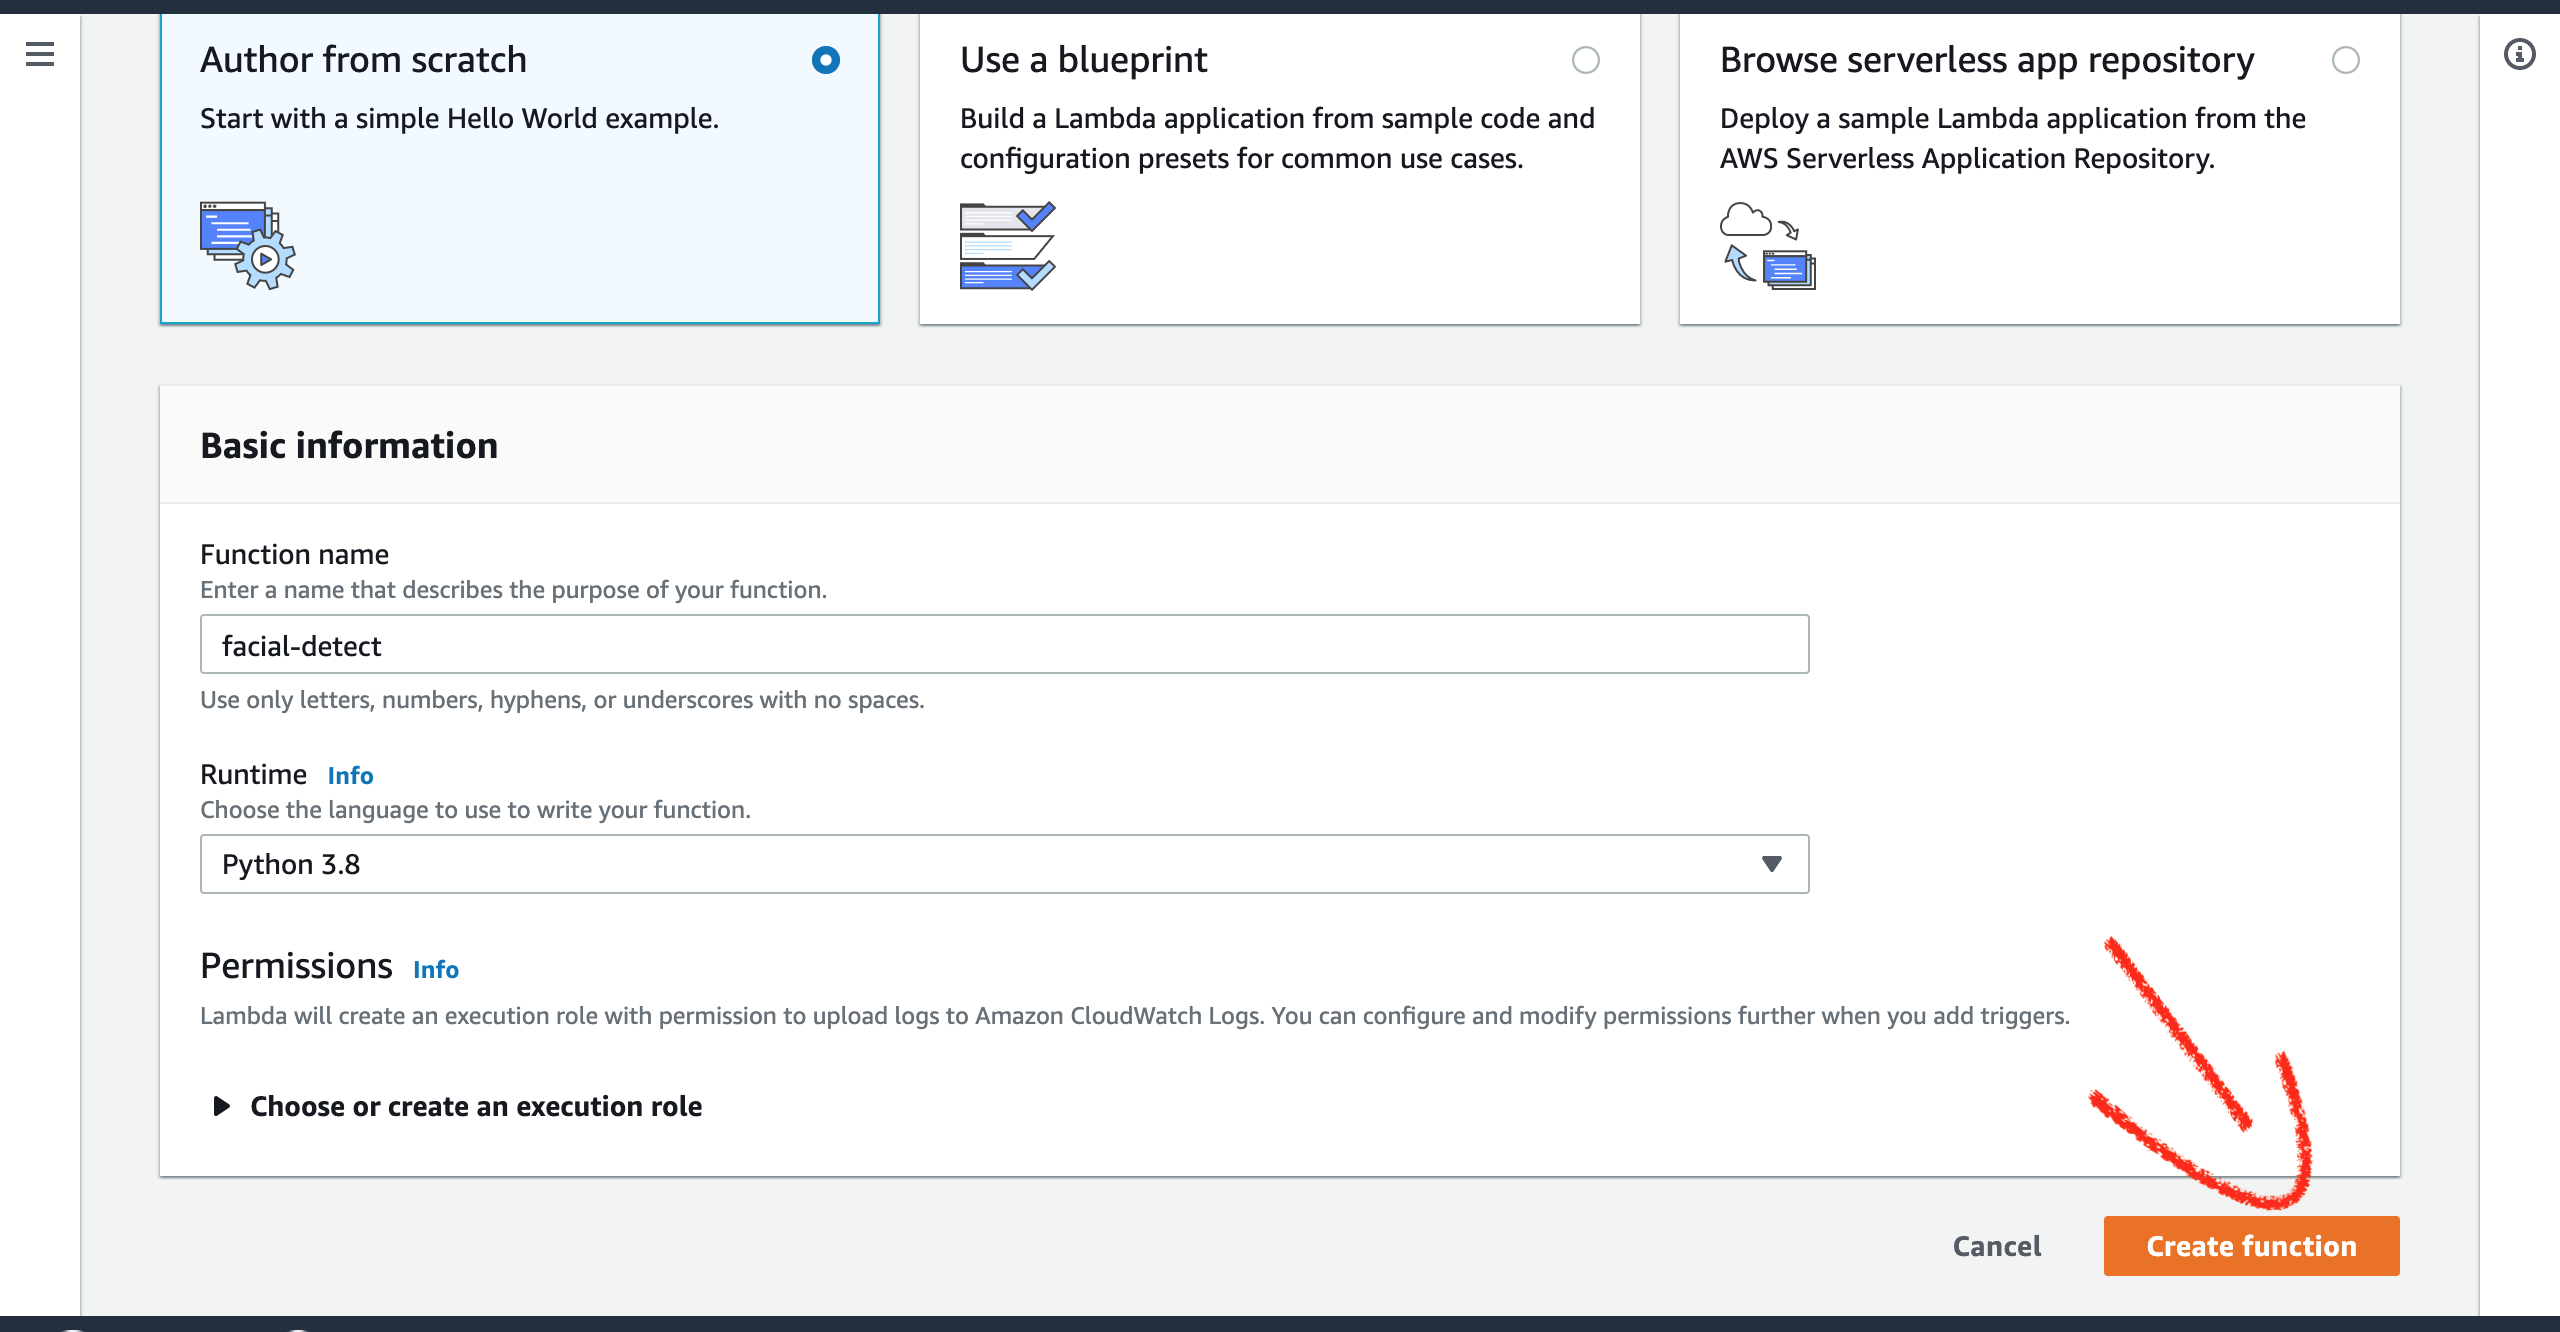 Author from scratch
Start with a simple Hello World example.
Use a blueprint
Build a Lambda application from sample code and
configuration presets for common use cases.
Browse serverless app repository
Deploy a sample Lambda application from the
AWS Serverless Application Repository.
Basic information
Function name
Enter a name that describes the purpose of your function.
facial-detect
Use only letters, numbers, hyphens, or underscores with no spaces.
Runtime Info
Choose the language to use to write your function.
Python 3.8
Permissions Info
Lambda will create an execution role with permission to upload logs to Amazon CloudWatch Logs. You can configure and modify permissions further when you add triggers.
Choose or create an execution role
Cancel Create function